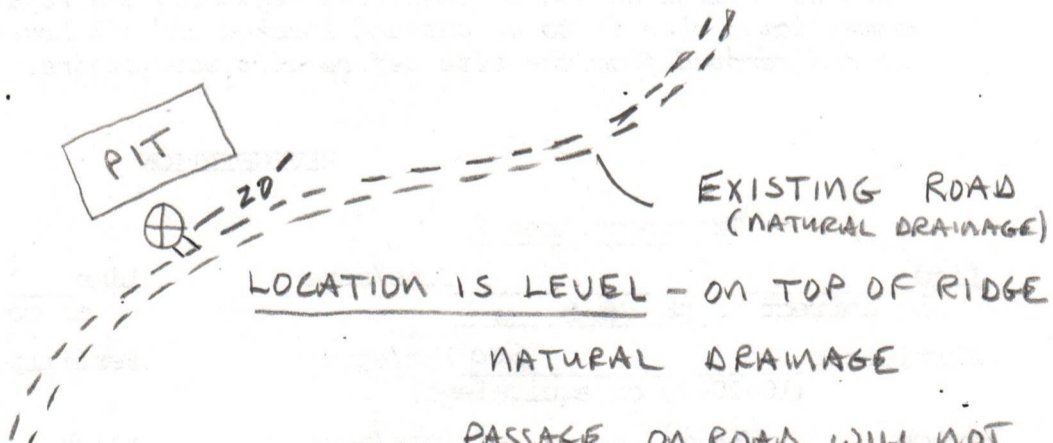 PIT
20'
EXISTING ROAD
(NATURAL DRAINAGE)
LOCATION IS LEVEL - ON TOP OF RIDGE
NATURAL DRAINAGE
PASSAGE ON ROAD WILL NOT